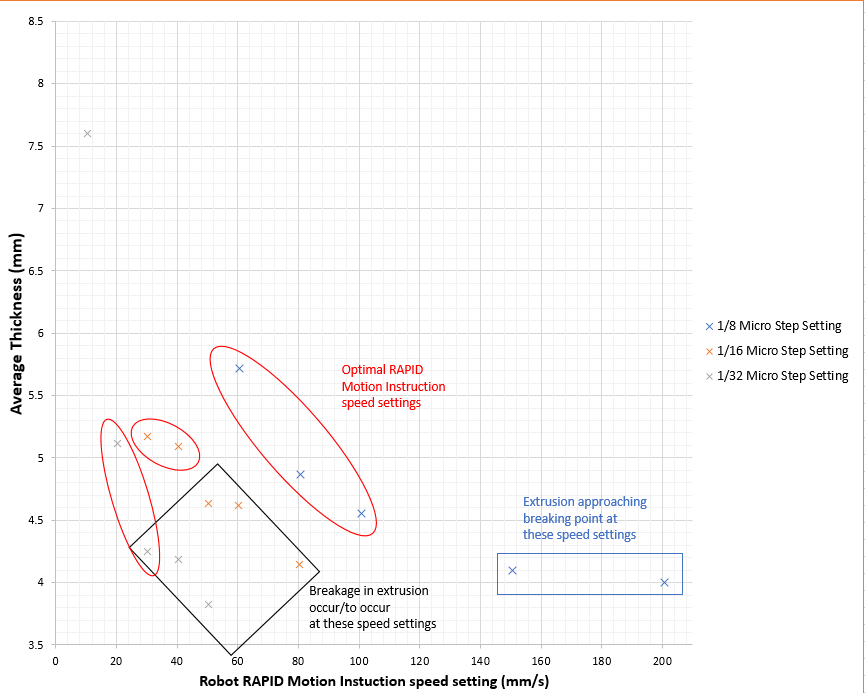 8.5
8
7.5
7
6.5
6
5.5
5
4.5
4
3.5
0
20
40
60
80
100
120
140
160
180
200
Average Thickness (mm)
Robot RAPID Motion Instuction speed setting (mm/s)
Optimal RAPID
Motion Instruction
speed settings
Extrusion approaching
breaking point at
these speed settings
Breakage in extrusion
occur/to occur
at these speed settings
1/8 Micro Step Setting
1/16 Micro Step Setting
1/32 Micro Step Setting